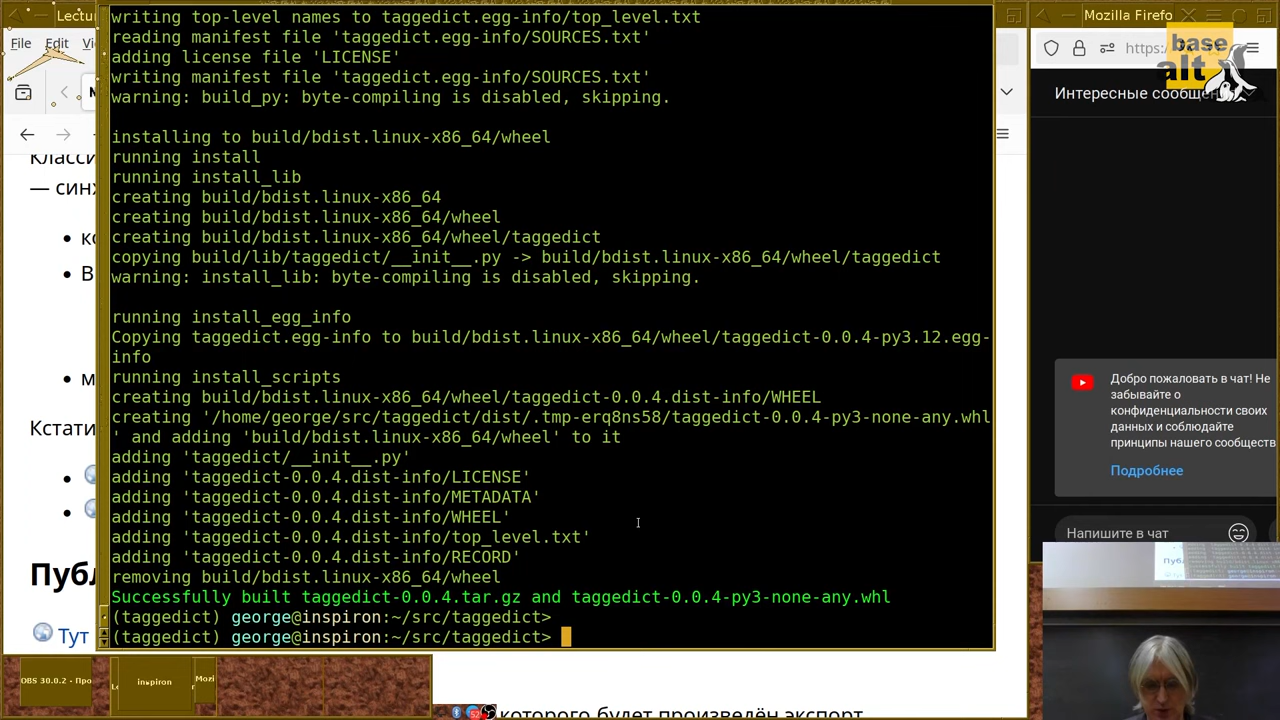 Lectur
File Edit Vi
Класси
— синх
• ко
• В
• м
Кстати
Публ
Тут
writing top-level names to taggedict.egg-info/top_level.txt
reading manifest file 'taggedict.egg-info/SOURCES.txt'
adding license file 'LICENSE'
writing manifest file 'taggedict.egg-info/SOURCES.txt'
warning: build_py: byte-compiling is disabled, skipping.
installing to build/bdist.linux-x86_64/wheel
running install
running install_lib
creating build/bdist.linux-x86_64
creating build/bdist.linux-x86_64/wheel
creating build/bdist.linux-x86_64/wheel/taggedict
copying build/lib/taggedict/__init__.py -> build/bdist.linux-x86_64/wheel/taggedict
warning: install_lib: byte-compiling is disabled, skipping.
running install_egg_info
Copying taggedict.egg-info to build/bdist.linux-x86_64/wheel/taggedict-0.0.4-py3.12.egg-
info
running install_scripts
creating build/bdist.linux-x86_64/wheel/taggedict-0.0.4.dist-info/WHEEL
creating '/home/george/src/taggedict/dist/.tmp-erq8ns58/taggedict-0.0.4-py3-none-any.whl
' and adding 'build/bdist.linux-x86_64/wheel' to it
adding 'taggedict/__init__.py'
adding 'taggedict-0.0.4.dist-info/LICENSE'
adding 'taggedict-0.0.4.dist-info/METADATA'
adding 'taggedict-0.0.4.dist-info/WHEEL'
adding 'taggedict-0.0.4.dist-info/top_level.txt'
adding 'taggedict-0.0.4.dist-info/RECORD'
removing build/bdist.linux-x86_64/wheel
Successfully built taggedict-0.0.4.tar.gz and taggedict-0.0.4-py3-none-any.whl
(taggedict) george@inspiron:~/src/taggedict>
(taggedict) george@inspiron:~/src/taggedict>
Mozilla Firefo
https:
base
alt
Интересные сообщен
Добро пожаловать в чат! Не
забывайте о
конфиденциальности своих
данных и соблюдайте
принципы нашего сообществ
Подробнее
Напишите в чат
OBS 30.0.2 - Про
inspiron
Mozi
которого будет произведён экспорт